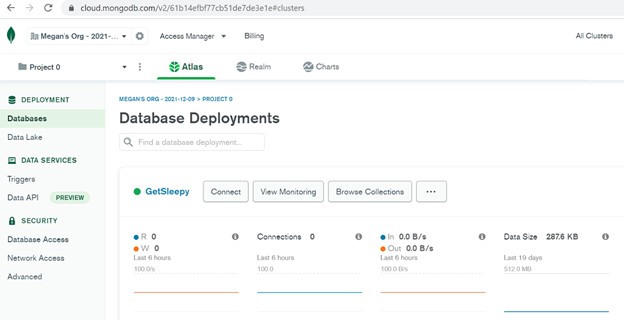 cloud.mongodb.com/v2/61b14efbf77cb51de7de3e1e#clusters
Megan's Org - 2021-... Access Manager Billing All Clusters
Project 0 Atlas Realm Charts
DEPLOYMENT
Databases
Data Lake
DATA SERVICES
Triggers
Data API PREVIEW
SECURITY
Database Access
Network Access
Advanced
MEGAN'S ORG - 2021-12-09 > PROJECT 0
Database Deployments
Find a database deployment...
GetSleepy Connect View Monitoring Browse Collections ...
R 0
W 0
Last 6 hours
100.0/s
Connections 0
Last 6 hours
100.0
In 0.0 B/s
Out 0.0 B/s
Last 6 hours
100.0 B/s
Data Size 287.6 KB
Last 19 days
512.0 MB